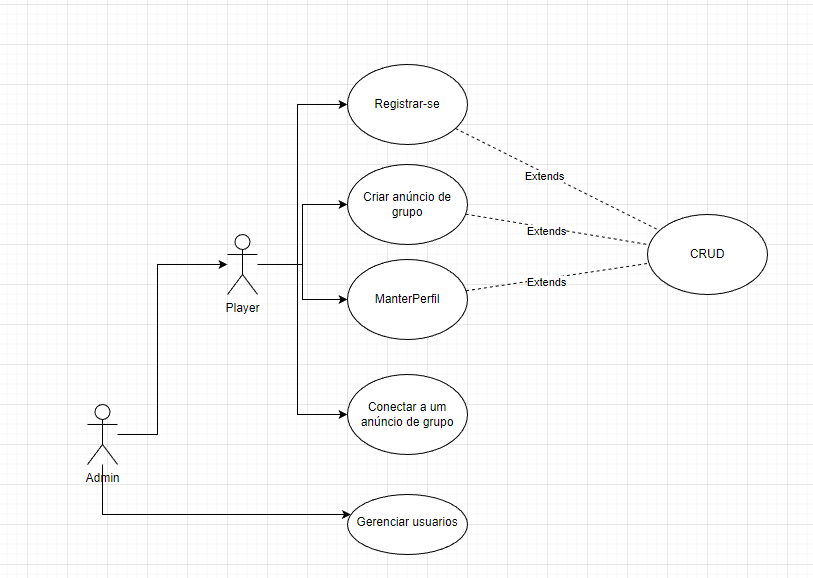 Registrar-se
Extends
Criar anúncio de
grupo
Extends
CRUD
Extends
ManterPerfil
Player
Conectar a um
anúncio de grupo
Admin
Gerenciar usuarios